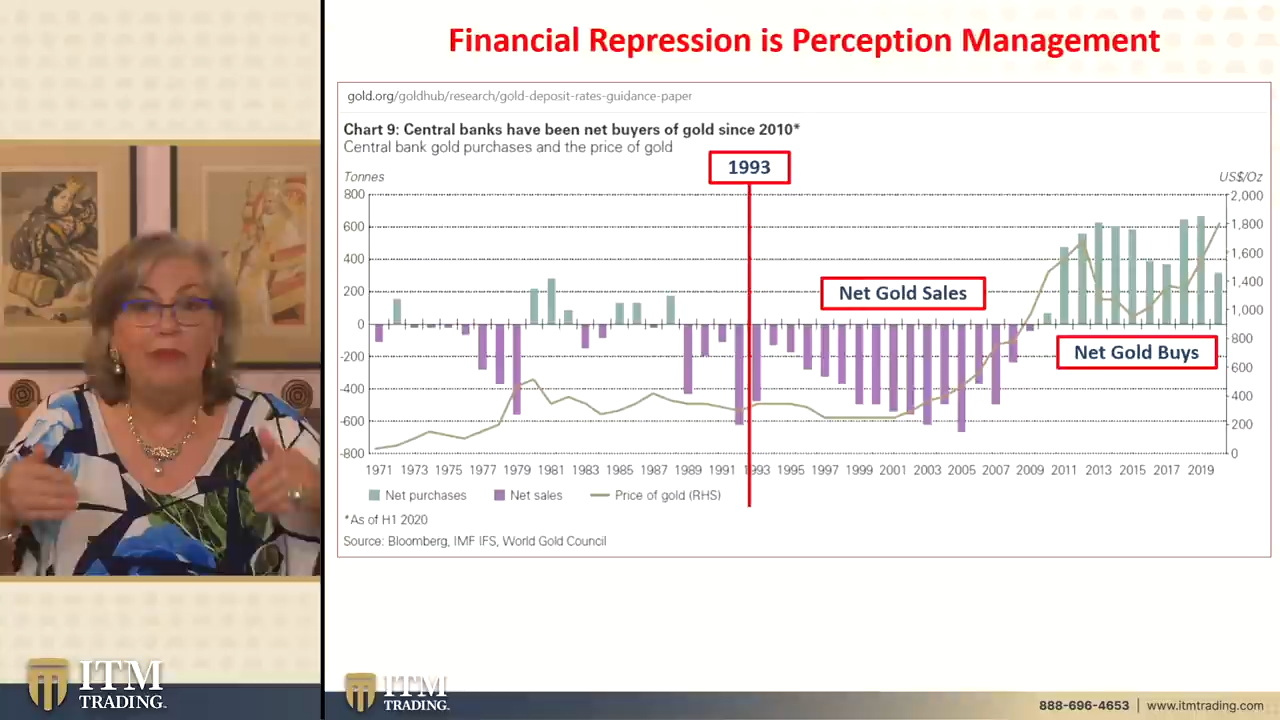 Financial Repression is Perception Management
gold.org/goldhub/research/gold-deposit-rates-guidance-paper
Chart 9: Central banks have been net buyers of gold since 2010*
Central bank gold purchases and the price of gold
1993
Tonnes
US$/Oz
800
600
400
200
0
-200
-400
-600
-800
2,000
1,800
1,600
1,400
1,200
1,000
800
600
400
200
0
Net Gold Sales
Net Gold Buys
1971 1973 1975 1977 1979 1981 1983 1985 1987 1989 1991 1993 1995 1997 1999 2001 2003 2005 2007 2009 2011 2013 2015 2017 2019
Net purchases Net sales Price of gold (RHS)
*As of H1 2020
Source: Bloomberg, IMF IFS, World Gold Council
ITM
TRADING.
ITM
TRADING.
888-696-4653 | www.itmtrading.com